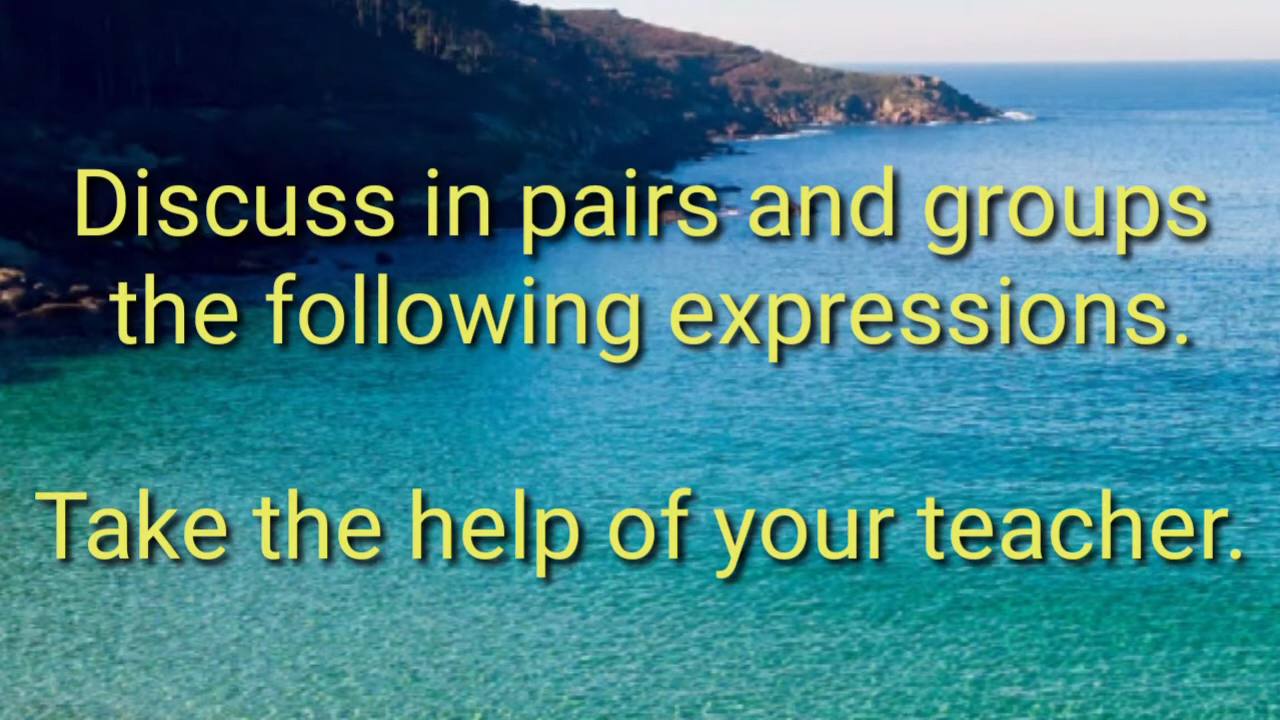 Discuss in pairs and groups
the following expressions.
Take the help of your teacher.